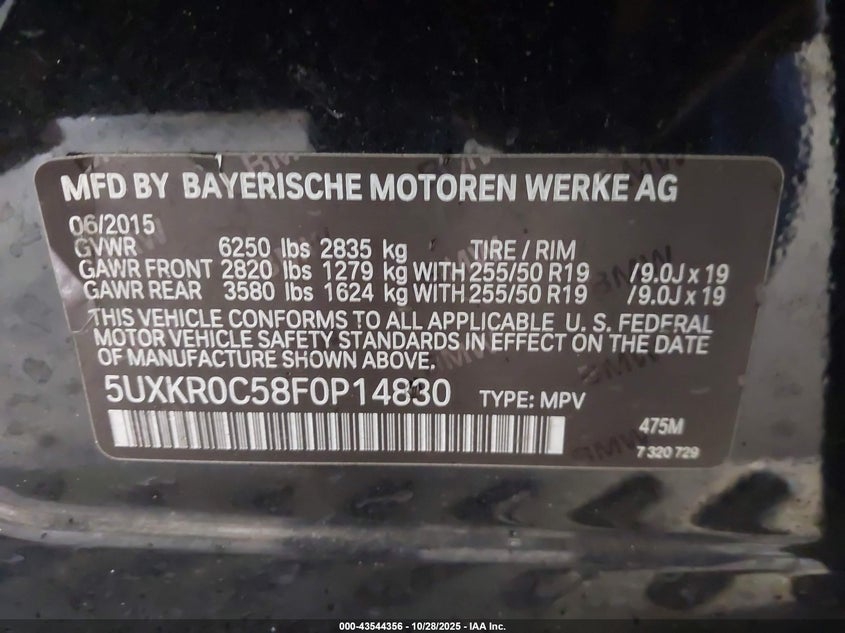 MFD BY BAYERISCHE MOTOREN WERKE AG
06/2015
GVWR 6250 lbs 2835 kg TIRE / RIM
GAWR FRONT 2820 lbs 1279 kg WITH 255/50 R19 / 9.0J x 19
GAWR REAR 3580 lbs 1624 kg WITH 255/50 R19 / 9.0J x 19
THIS VEHICLE CONFORMS TO ALL APPLICABLE U. S. FEDERAL
MOTOR VEHICLE SAFETY STANDARDS IN EFFECT ON THE DATE
OF MANUFACTURE SHOWN ABOVE.
5UXKR0C58F0P14830 TYPE: MPV
475M
7 320 729
000-43544356 | 10/28/2025 - IAA Inc.